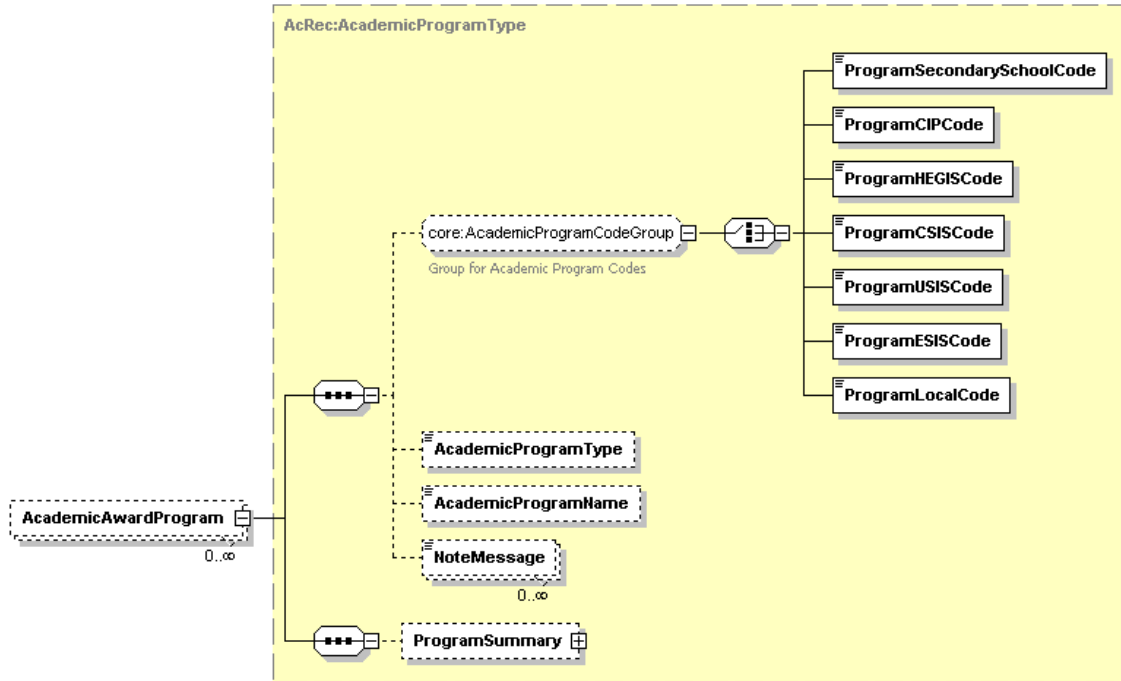 AcRec:AcademicProgramType
ProgramSecondarySchoolCode
ProgramCIPCode
ProgramHEGISCode
core:AcademicProgramCodeGroup
ProgramCSISCode
Group for Academic Program Codes
ProgramUSISCode
ProgramESISCode
ProgramLocalCode
AcademicProgramType
AcademicProgramName
AcademicAwardProgram
0..∞
NoteMessage
0..∞
ProgramSummary